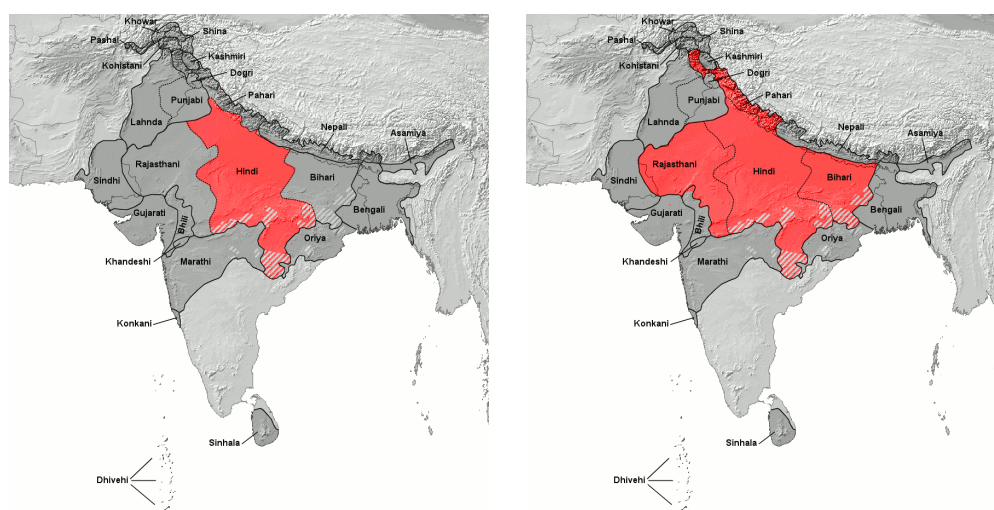 Khowar
Shina
Pashai
Kashmiri
Kohistani
Dogri
Punjabi
Pahari
Lahnda
Nepali
Asamiya
Rajasthani
Hindi
Sindhi
Bihari
Gujarati
Bhili
Bengali
Oriya
Khandeshi
Marathi
Konkani
Sinhala
Dhivehi
Khowar
Shina
Pashai
Kashmiri
Kohistani
Dogri
Punjabi
Pahari
Lahnda
Nepali
Asamiya
Rajasthani
Hindi
Sindhi
Bihari
Gujarati
Bhili
Bengali
Oriya
Khandeshi
Marathi
Konkani
Sinhala
Dhivehi